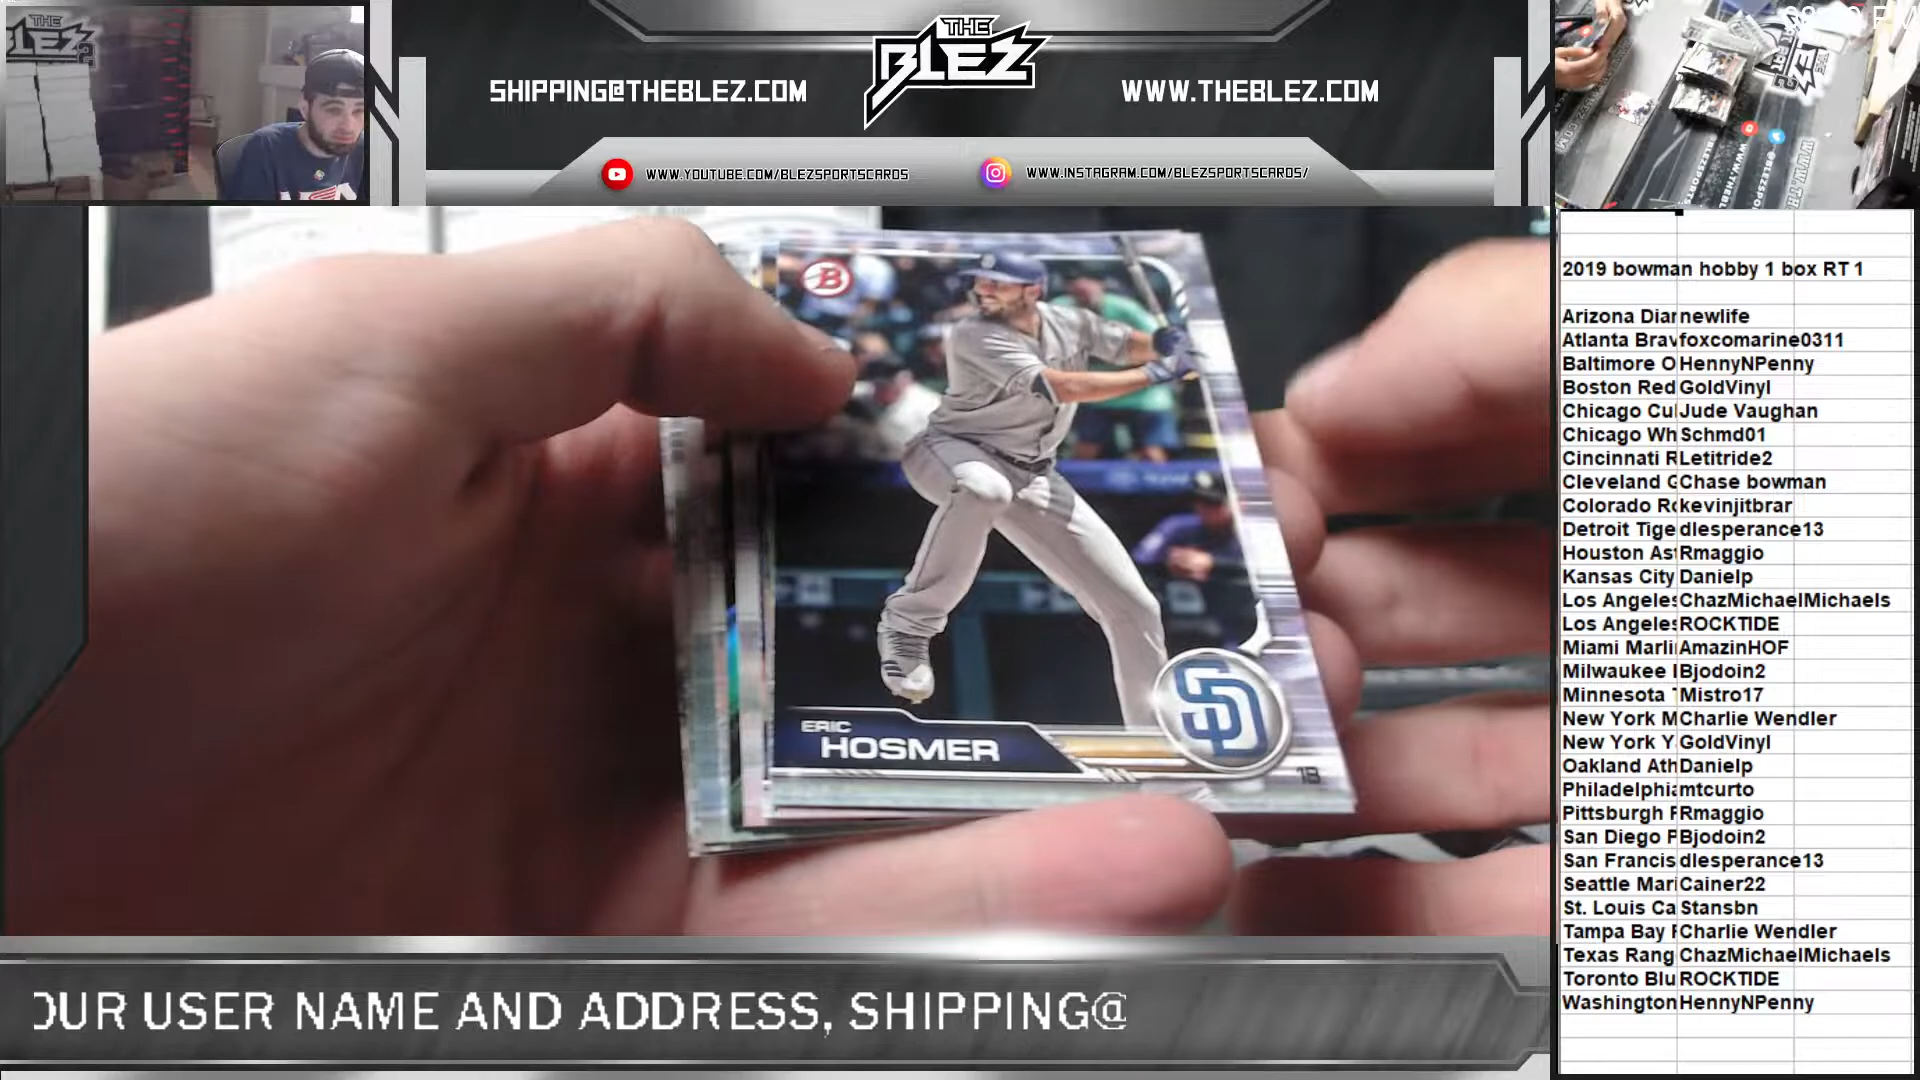 THE
BLEZ
SHIPPING@THEBLEZ.COM
WWW.THEBLEZ.COM
WWW.YOUTUBE.COM/BLEZSPORTSCARDS
WWW.INSTAGRAM.COM/BLEZSPORTSCARDS/
B
ERIC
HOSMER
SD
1B
OUR USER NAME AND ADDRESS, SHIPPING@
2019 bowman hobby 1 box RT 1
Arizona Diar newlife
Atlanta Brav foxcomarine0311
Baltimore O HennyNPenny
Boston Red GoldVinyl
Chicago Cu Jude Vaughan
Chicago Wh Schmd01
Cincinnati R Letitride2
Cleveland G Chase bowman
Colorado Ro kevinjitbrar
Detroit Tige dlesperance13
Houston Ast Rmaggio
Kansas City Danielp
Los Angeles ChazMichaelMichaels
Los Angeles ROCKTIDE
Miami Marli AmazinHOF
Milwaukee Bjodoin2
Minnesota Mistro17
New York M Charlie Wendler
New York Y GoldVinyl
Oakland Ath Danielp
Philadelphia mtcurto
Pittsburgh P Rmaggio
San Diego P Bjodoin2
San Francis dlesperance13
Seattle Mari Cainer22
St. Louis Ca Stansbn
Tampa Bay Charlie Wendler
Texas Rang ChazMichaelMichaels
Toronto Blu ROCKTIDE
Washington HennyNPenny